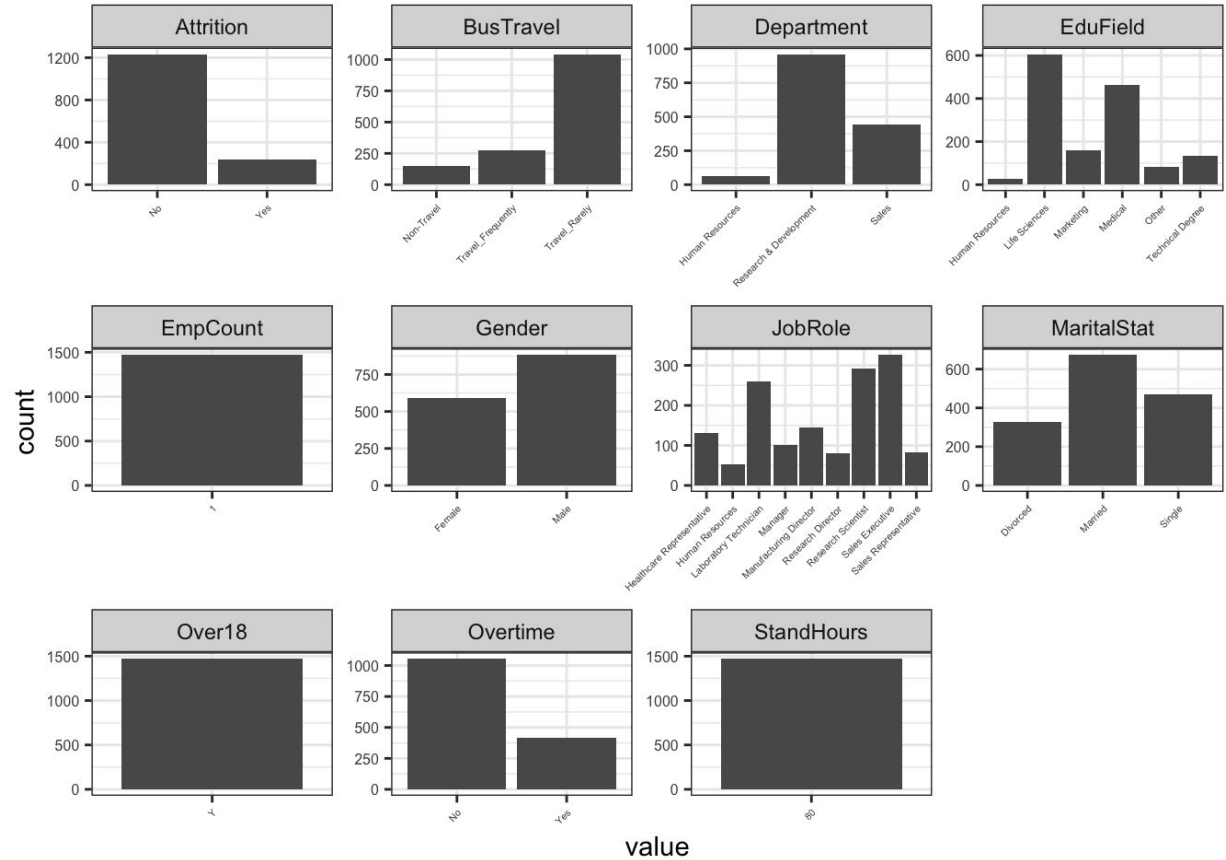 Attrition
BusTravel
Department
EduField
1200
800
400
0
No
Yes
1000
750
500
250
0
Non-Travel
Travel_Frequently
Travel_Rarely
1000
750
500
250
0
Human Resources
Research & Development
Sales
600
400
200
0
Human Resources
Life Sciences
Marketing
Medical
Other
Technical Degree
count
EmpCount
Gender
JobRole
MaritalStat
1500
1000
500
0
1
750
500
250
0
Female
Male
300
200
100
0
Healthcare Representative
Human Resources
Laboratory Technician
Manager
Manufacturing Director
Research Director
Research Scientist
Sales Executive
Sales Representative
600
400
200
0
Divorced
Married
Single
Over18
Overtime
StandHours
1500
1000
500
0
Y
1000
750
500
250
0
No
Yes
1500
1000
500
0
80
value